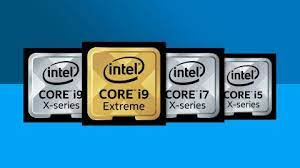 intel
CORE i9
X-series
intel
CORE i9
Extreme
intel
CORE i7
X-series
intel
CORE i5
X-series